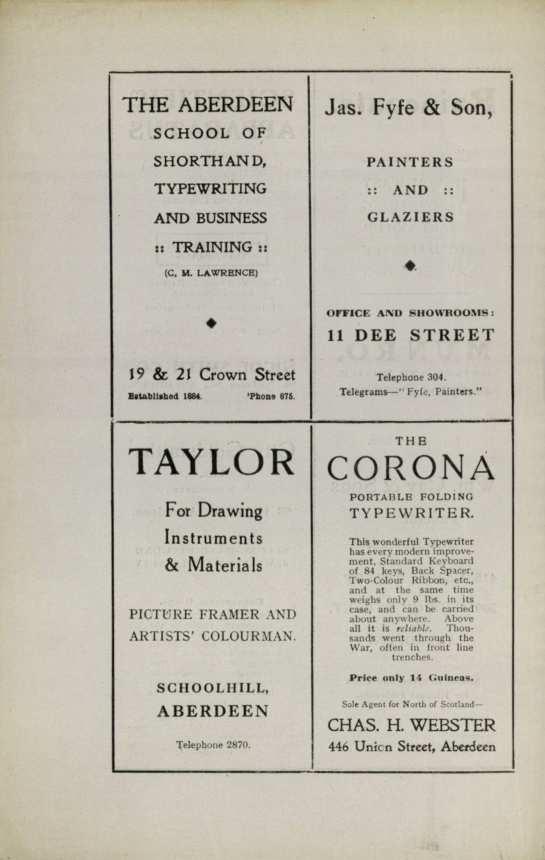 THE ABERDEEN
SCHOOL OF
SHORTHAND,
TYPEWRITING
AND BUSINESS
:: TRAINING ::
(C. M. LAWRENCE)
19 & 21 Crown Street
Established 1884. 'Phone 875.
Jas. Fyfe & Son,
PAINTERS
:: AND ::
GLAZIERS
OFFICE AND SHOWROOMS:
11 DEE STREET
Telephone 304.
Telegrams—"Fyfe, Painters."
TAYLOR
For Drawing
Instruments
& Materials
PICTURE FRAMER AND
ARTISTS' COLOURMAN.
SCHOOLHILL,
ABERDEEN
Telephone 2870.
THE
CORONA
PORTABLE FOLDING
TYPEWRITER.
This wonderful Typewriter
has every modern improve-
ment, Standard Keyboard
of 84 keys, Back Spacer,
Two-Colour Ribbon, etc.,
and at the same time
weighs only 9 lbs. in its
case, and can be carried
about anywhere. Above
all it is reliable. Thou-
sands went through the
War, often in front line
trenches.
Price only 14 Guineas.
Sole Agent for North of Scotland—
CHAS. H. WEBSTER
446 Union Street, Aberdeen